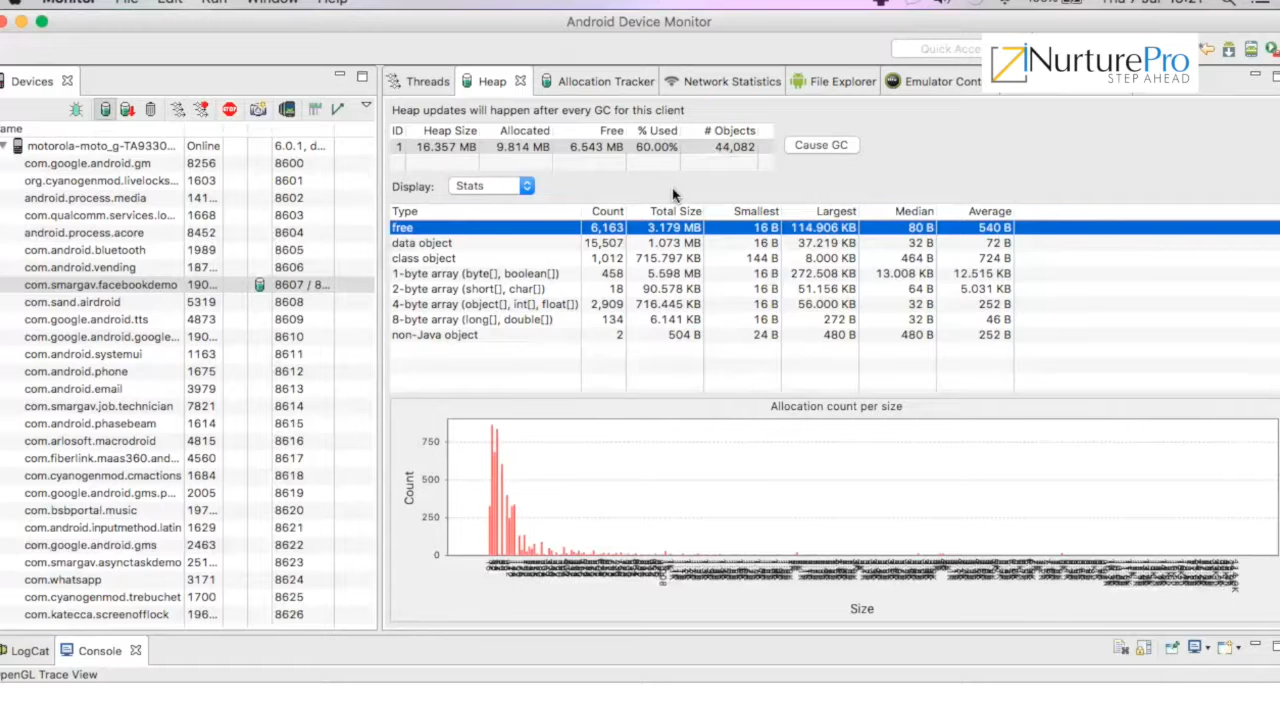 Monitor File Edit Run Window Help
Android Device Monitor
Quick Acce
iNurturePro
STEP AHEAD
Devices
Threads Heap Allocation Tracker Network Statistics File Explorer Emulator Cont
Heap updates will happen after every GC for this client
ID Heap Size Allocated Free % Used # Objects
1 16.357 MB 9.814 MB 6.543 MB 60.00% 44,082
Cause GC
Display: Stats
Type Count Total Size Smallest Largest Median Average
free 6,163 3.179 MB 16 B 114.906 KB 80 B 540 B
data object 15,507 1.073 MB 16 B 37.219 KB 32 B 72 B
class object 1,012 715.797 KB 144 B 8.000 KB 464 B 724 B
1-byte array (byte[], boolean[]) 458 5.598 MB 16 B 272.508 KB 13.008 KB 12.515 KB
2-byte array (short[], char[]) 18 90.578 KB 16 B 51.156 KB 64 B 5.031 KB
4-byte array (object[], int[], float[]) 2,909 716.445 KB 16 B 56.000 KB 32 B 252 B
8-byte array (long[], double[]) 134 6.141 KB 16 B 272 B 32 B 46 B
non-Java object 2 504 B 24 B 480 B 480 B 252 B
ame
motorola-moto_g-TA9330... Online 6.0.1, d...
com.google.android.gm 8256 8600
org.cyanogenmod.livelocks... 1603 8601
android.process.media 141... 8602
com.qualcomm.services.lo... 1668 8603
android.process.acore 8452 8604
com.android.bluetooth 1989 8605
com.android.vending 187... 8606
com.smargav.facebookdemo 190... 8607 / 8...
com.sand.airdroid 5319 8608
com.google.android.tts 4873 8609
com.google.android.google... 190... 8610
com.android.systemui 1163 8611
com.android.phone 1675 8612
com.android.email 3979 8613
com.smargav.job.technician 7821 8614
com.android.phasebeam 1614 8615
com.arlosoft.macrodroid 4815 8616
com.fiberlink.maas360.and... 4560 8617
com.cyanogenmod.cmactions 1684 8618
com.google.android.gms.p... 2005 8619
com.bsbportal.music 197... 8620
com.android.inputmethod.latin 1629 8621
com.google.android.gms 2463 8622
com.smargav.asynctaskdemo 251... 8623
com.whatsapp 3171 8624
com.cyanogenmod.trebuchet 1700 8625
com.katecca.screenofflock 196... 8626
Allocation count per size
Count
750
500
250
0
Size
LogCat Console
OpenGL Trace View